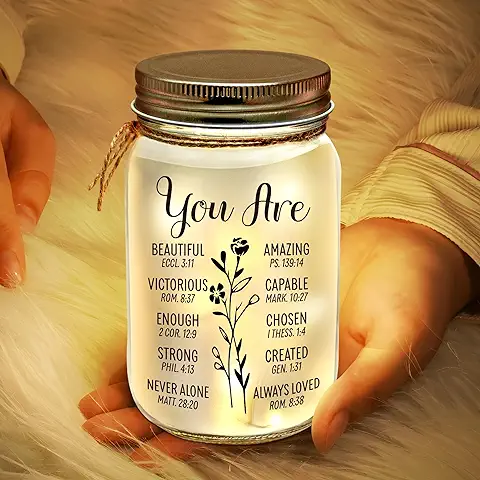 You Are
BEAUTIFUL
ECCL. 3:11
AMAZING
PS. 139:14
VICTORIOUS
ROM. 8:37
CAPABLE
MARK. 10:27
ENOUGH
2 COR. 12:9
CHOSEN
I THESS. 1:4
STRONG
PHIL. 4:13
CREATED
GEN. 1:31
NEVER ALONE
MATT. 28:20
ALWAYS LOVED
ROM. 8:38